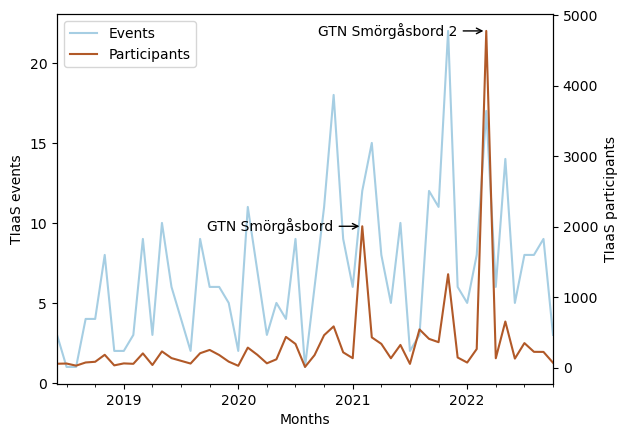 Events
Participants
GTN Smörgåsbord 2
GTN Smörgåsbord
TIaaS events
TIaaS participants
20
15
10
5
0
5000
4000
3000
2000
1000
0
2019
2020
2021
2022
Months